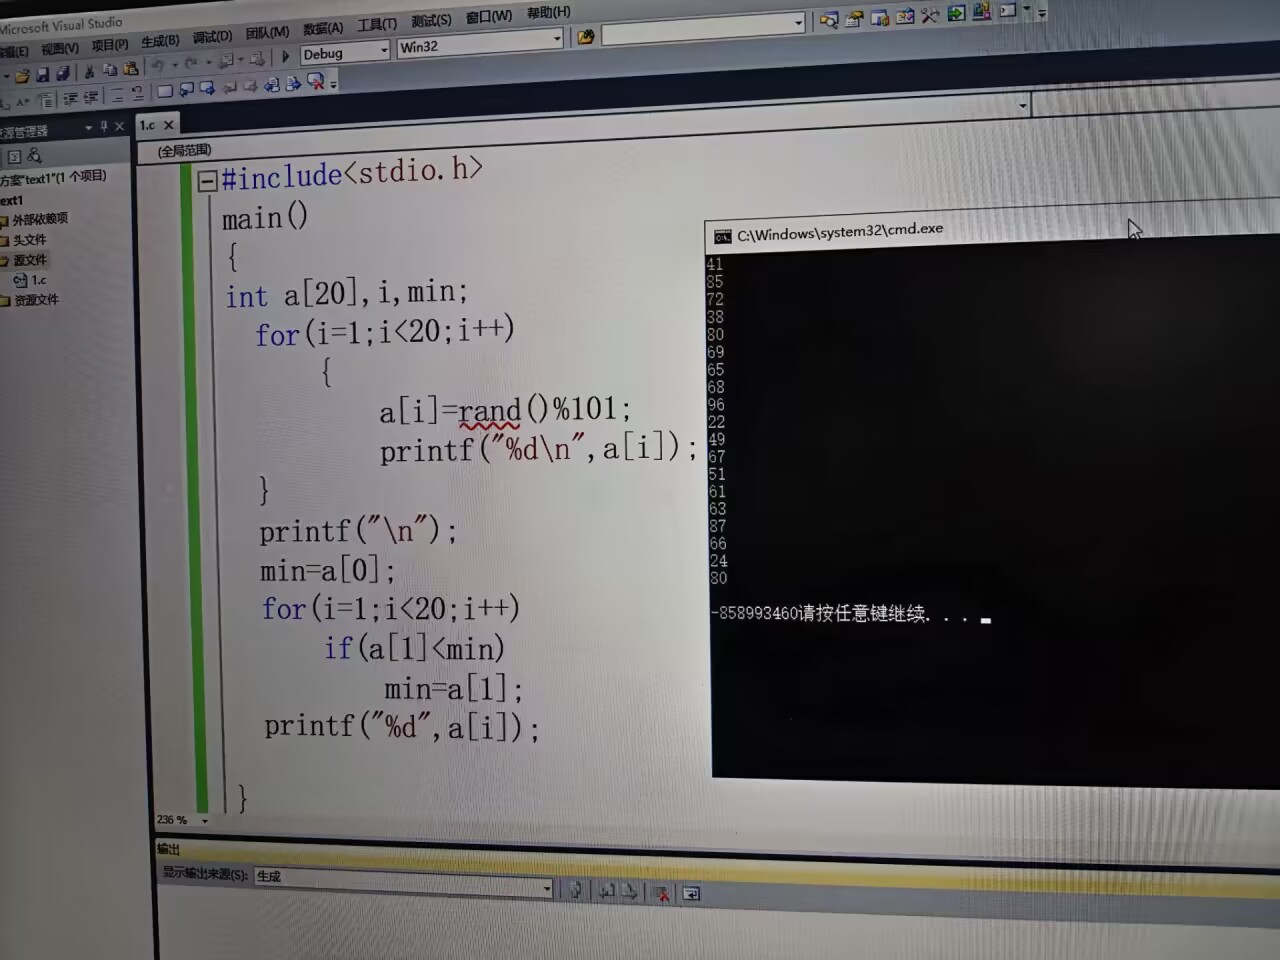 Microsoft Visual Studio
编辑(E) 视图(V) 项目(P) 生成(B) 调试(D) 团队(M) 数据(A) 工具(T) 测试(S) 窗口(W) 帮助(H)
Debug Win32
资源管理器
方案"text1"(1 个项目)
ext1
外部依赖项
头文件
源文件
1.c
资源文件
1.c
(全局范围)
#include<stdio.h>
main()
{
int a[20],i,min;
for(i=1;i<20;i++)
{
a[i]=rand()%101;
printf("%d\n",a[i]);
}
printf("\n");
min=a[0];
for(i=1;i<20;i++)
if(a[1]<min)
min=a[1];
printf("%d",a[i]);
}
236 %
C:\Windows\system32\cmd.exe
41
85
72
38
80
69
65
68
96
22
49
67
51
61
63
87
66
24
80
-858993460请按任意键继续. . .
输出
显示输出来源(S): 生成